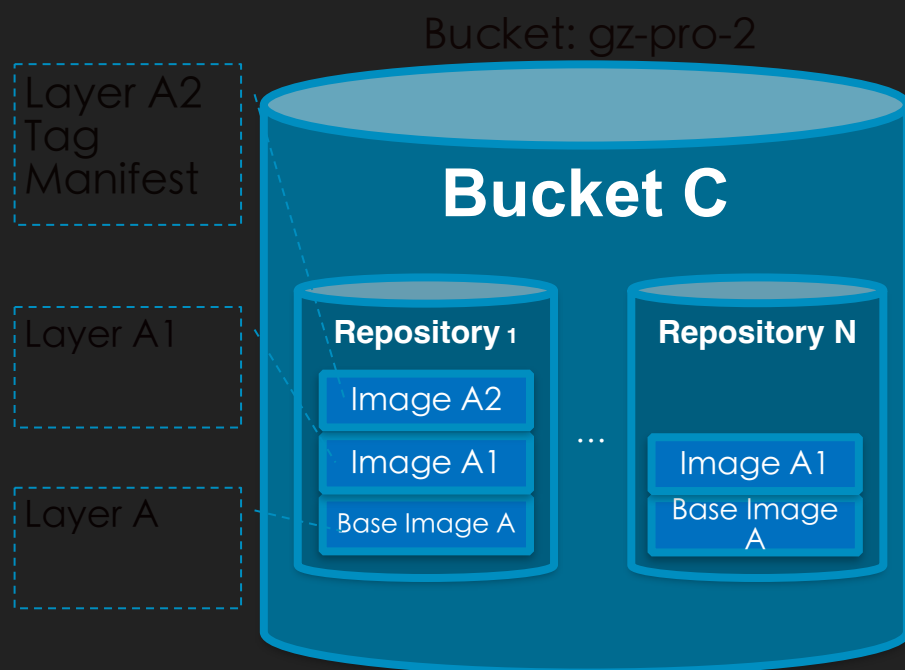 Bucket: gz-pro-2
Layer A2
Tag
Manifest
Bucket C
Layer A1
Repository 1
Repository N
Image A2
...
Image A1
Image A1
Layer A
Base Image A
Base Image
A